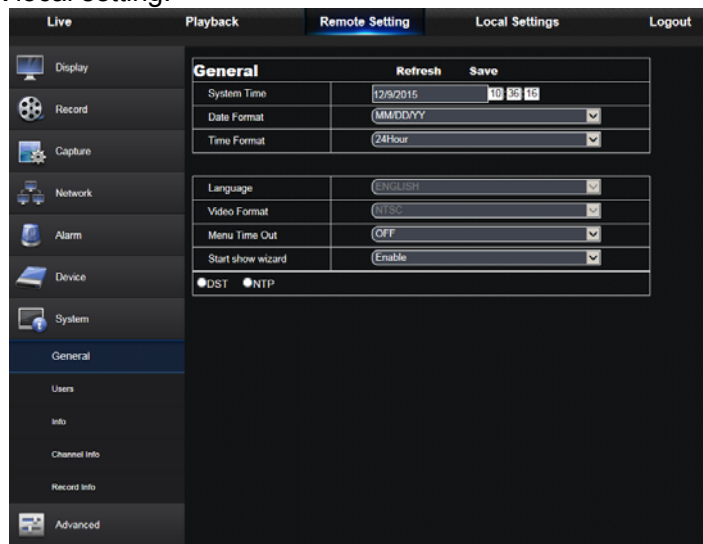 local setting.
Live Playback Remote Setting Local Settings Logout
Display
Record
Capture
Network
Alarm
Device
System
General
Users
Info
Channel Info
Record Info
Advanced
General Refresh Save
System Time 12/9/2015 10:36:16
Date Format MM/DD/YY
Time Format 24Hour
Language ENGLISH
Video Format NTSC
Menu Time Out OFF
Start show wizard Enable
DST NTP